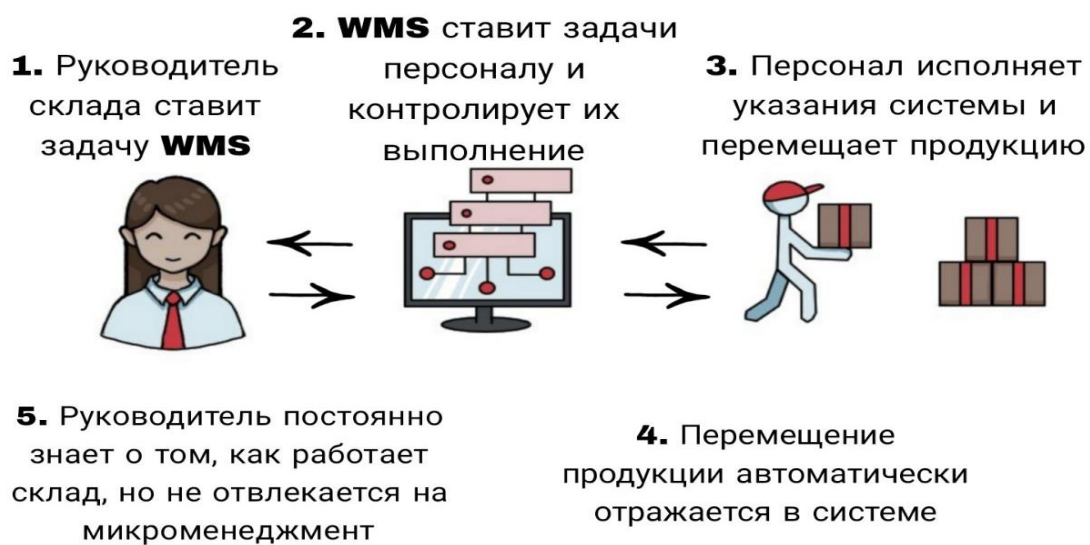 1. Руководитель
склада ставит
задачу WMS
2. WMS ставит задачи
персоналу и
контролирует их
выполнение
3. Персонал исполняет
указания системы и
перемещает продукцию
4. Перемещение
продукции автоматически
отражается в системе
5. Руководитель постоянно
знает о том, как работает
склад, но не отвлекается на
микроменеджмент